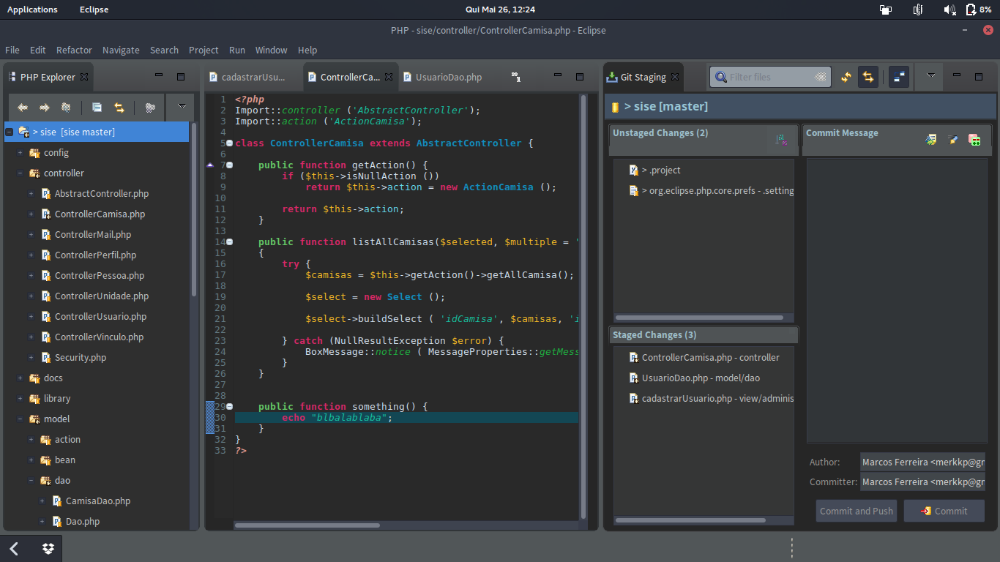 Applications Eclipse Qui Mai 26, 12:24 8%
PHP - sise/controller/ControllerCamisa.php - Eclipse
File Edit Refactor Navigate Search Project Run Window Help
PHP Explorer
> sise [sise master]
config
controller
AbstractController.php
ControllerCamisa.php
ControllerMail.php
ControllerPerfil.php
ControllerPessoa.php
ControllerUnidade.php
ControllerUsuario.php
ControllerVinculo.php
Security.php
docs
library
model
action
bean
dao
CamisaDao.php
Dao.php
cadastrarUsu... ControllerCa... UsuarioDao.php »1
1 <?php
2 Import::controller ('AbstractController');
3 Import::action ('ActionCamisa');
4
5 class ControllerCamisa extends AbstractController {
6
7 public function getAction() {
8 if ($this->isNullAction ())
9 return $this->action = new ActionCamisa ();
10
11 return $this->action;
12 }
13
14 public function listAllCamisas($selected, $multiple = '
15 {
16 try {
17 $camisas = $this->getAction()->getAllCamisa();
18
19 $select = new Select ();
20
21 $select->buildSelect ( 'idCamisa', $camisas, 'i
22
23 } catch (NullResultException $error) {
24 BoxMessage::notice ( MessageProperties::getMess
25 }
26 }
27
28
29 public function something() {
30 echo "blbalablaba";
31 }
32 }
33 ?>
Git Staging Filter files
> sise [master]
Unstaged Changes (2)
> .project
> org.eclipse.php.core.prefs - .setting
Staged Changes (3)
ControllerCamisa.php - controller
UsuarioDao.php - model/dao
cadastrarUsuario.php - view/adminis
Commit Message
Author: Marcos Ferreira <merkkp@gr
Committer: Marcos Ferreira <merkkp@gr
Commit and Push Commit